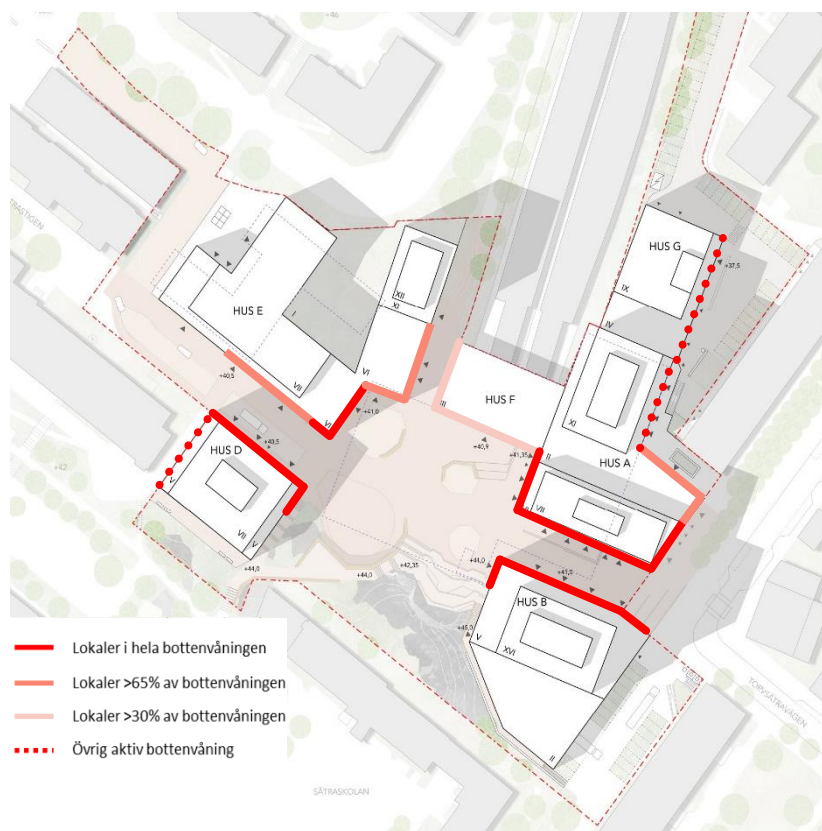 +46
TRÄSTIGEN
HUS G
+37,5
XII
XI
IX
HUS E
I
IV
VI
+40,5
VII
VI
+41,0
HUS F
III
XI
+42
HUS D
+40,5
+40,9
+41,35
II
HUS A
V
VII
VII
V
+44,0
+44,0
+42,35
+44,0
+41,0
HUS B
+45,0
V
XVI
II
TORVSÄTRAVÄGEN
SÄTRASKOLAN
Lokaler i hela bottenvåningen
Lokaler >65% av bottenvåningen
Lokaler >30% av bottenvåningen
Övrig aktiv bottenvåning